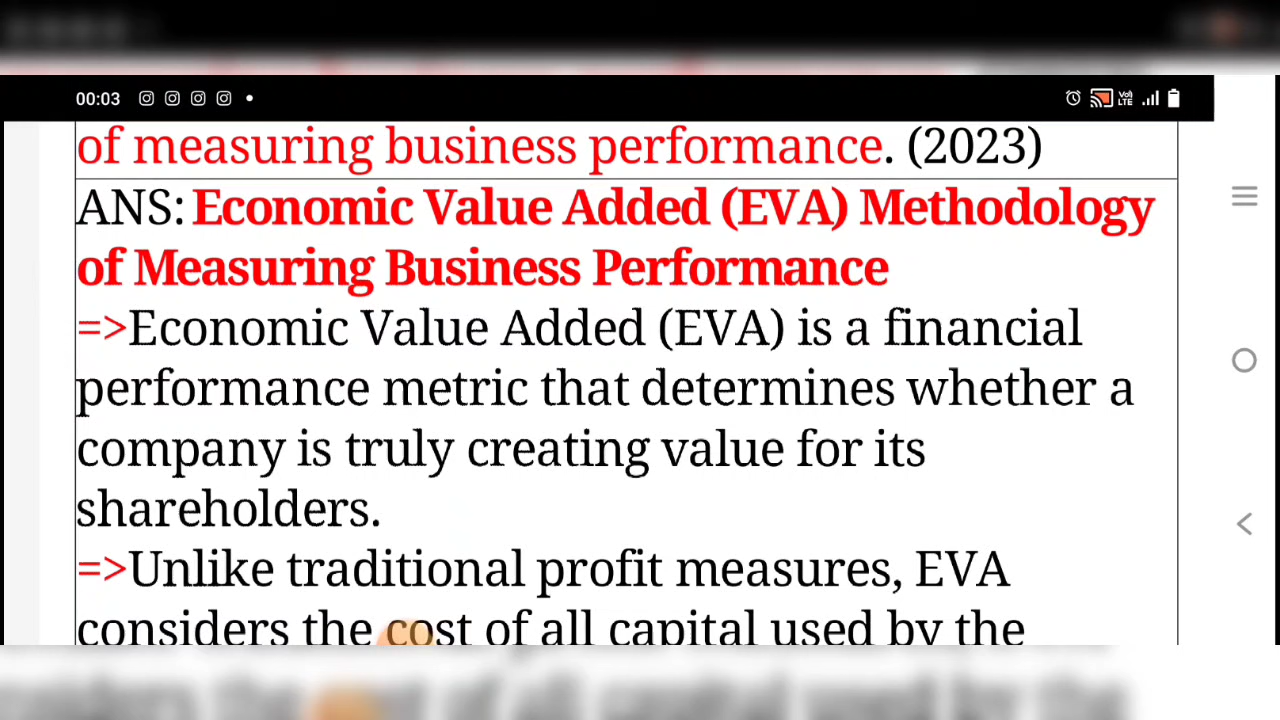 00:03
Vo) LTE
of measuring business performance. (2023)
ANS: Economic Value Added (EVA) Methodology
of Measuring Business Performance
=>Economic Value Added (EVA) is a financial
performance metric that determines whether a
company is truly creating value for its
shareholders.
=>Unlike traditional profit measures, EVA
considers the cost of all capital used by the